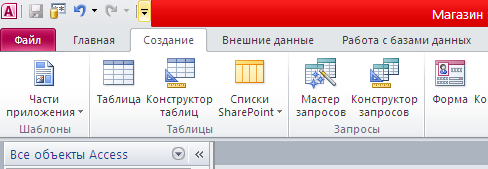 Магазин
Файл Главная Создание Внешние данные Работа с базами данных
Части приложения Таблица Конструктор таблиц Списки SharePoint Мастер запросов Конструктор запросов Форма
Шаблоны Таблицы Запросы
Все объекты Access